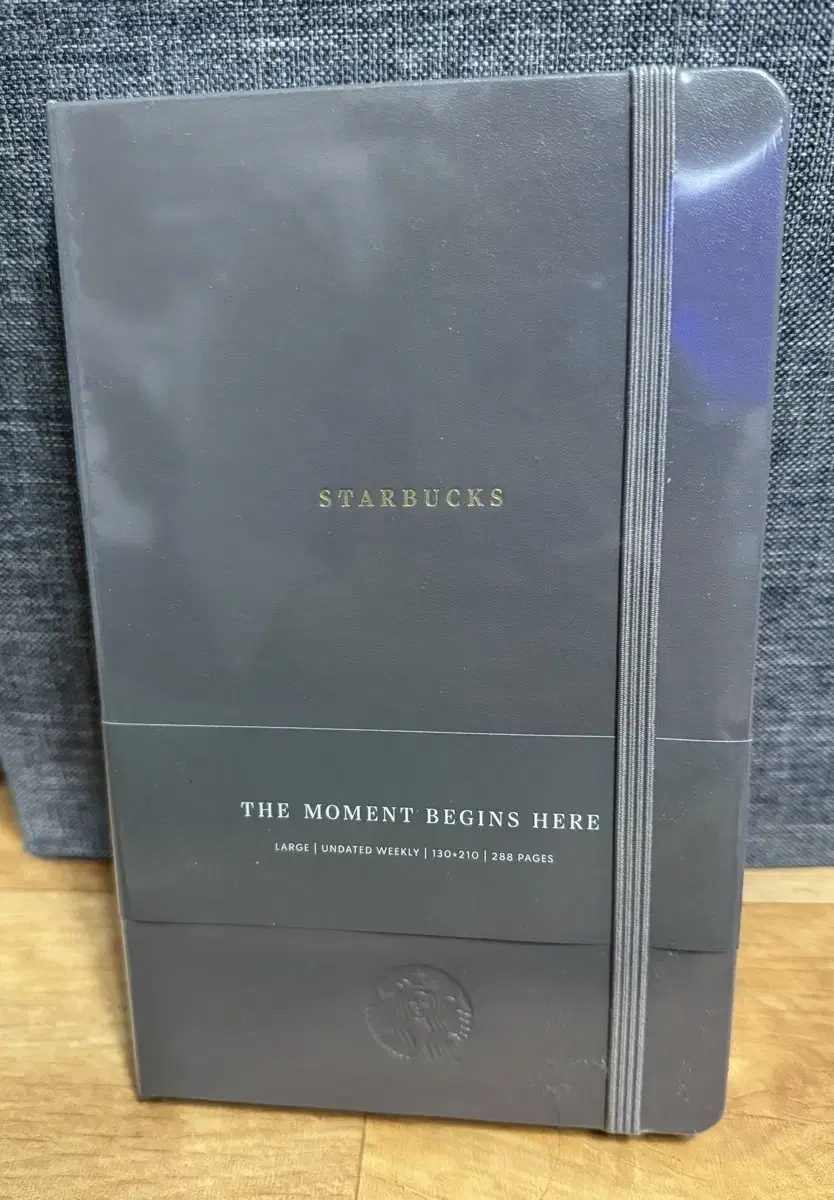 STARBUCKS
THE MOMENT BEGINS HERE
LARGE | UNDATED WEEKLY | 130*210 | 288 PAGES